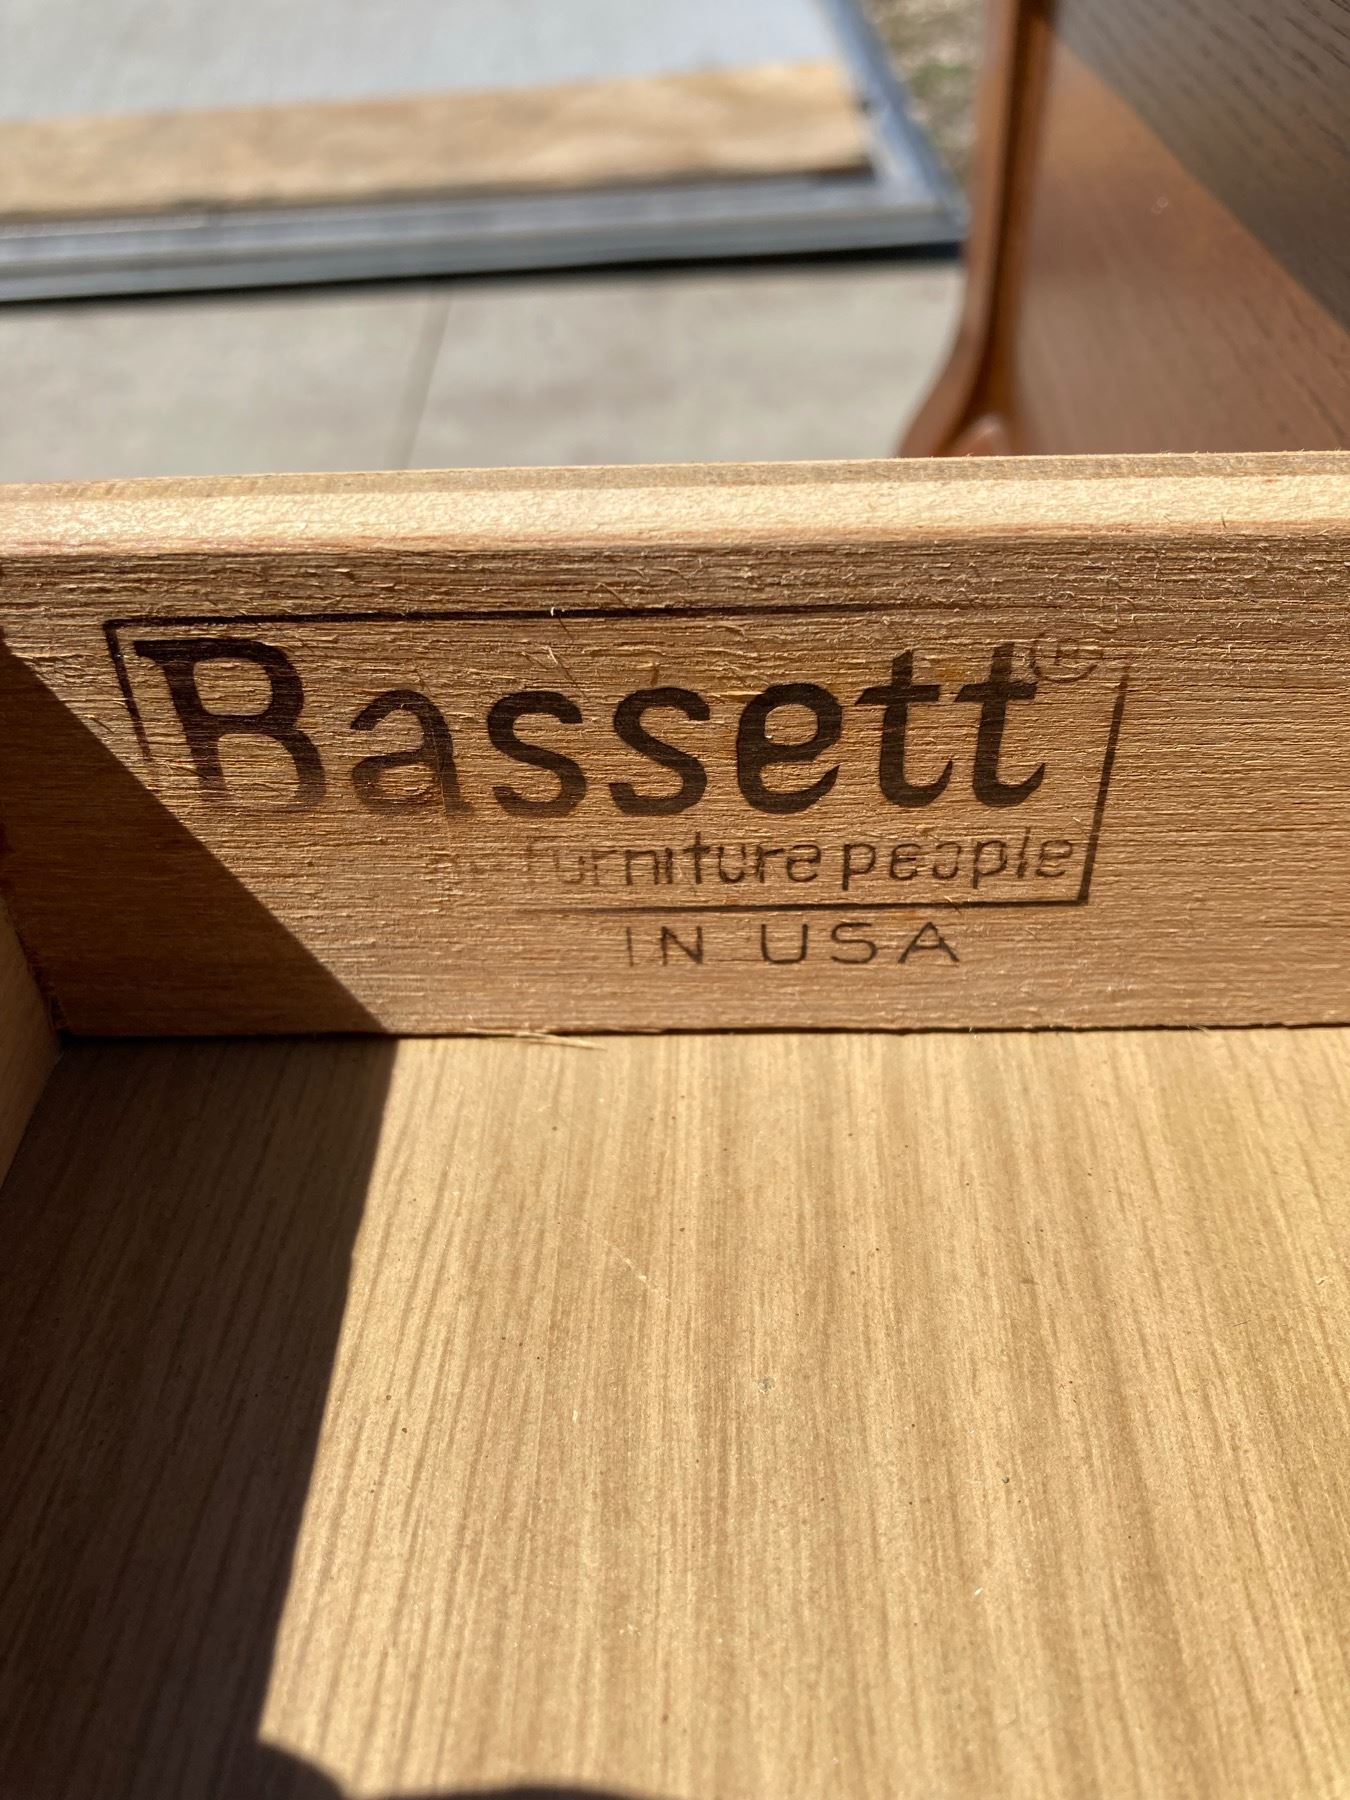 Bassett®
furniture people
IN USA